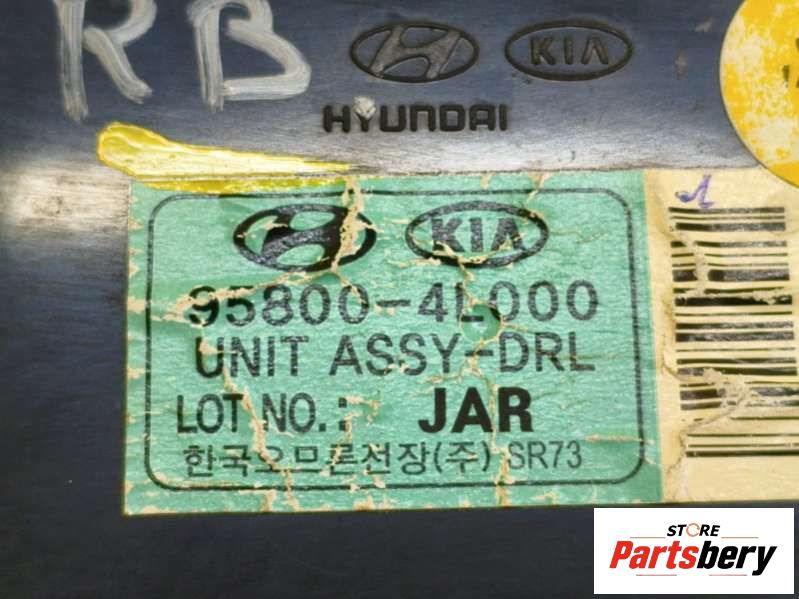 RB
KIA
HYUNDAI
KIA
95800-4L000
UNIT ASSY-DRL
LOT NO.: JAR
한국오므론전장(주) SR73
STORE
Partsbery